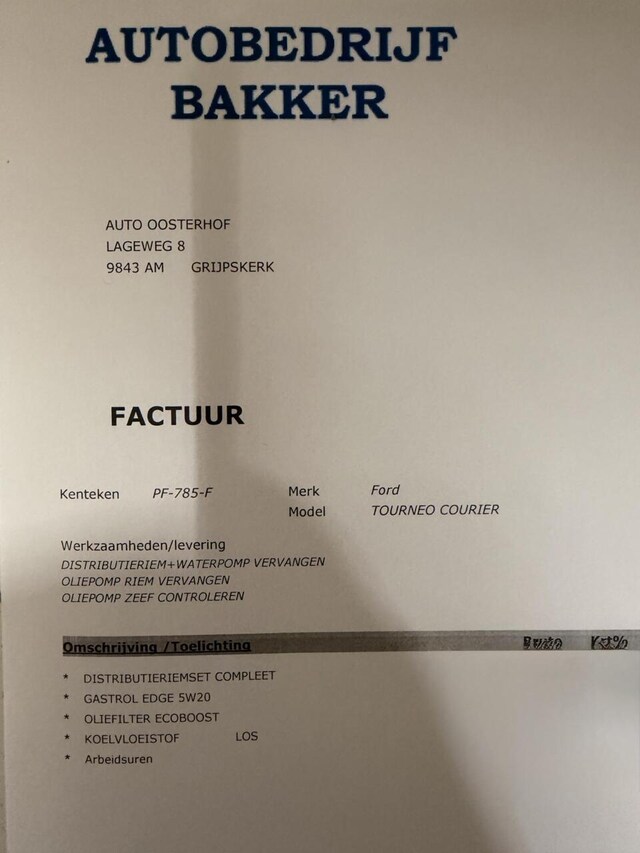 AUTOBEDRIJF
BAKKER
AUTO OOSTERHOF
LAGEWEG 8
9843 AM GRIJPSKERK
FACTUUR
Kenteken PF-785-F Merk Ford
Model TOURNEO COURIER
Werkzaamheden/levering
DISTRIBUTIERIEM+WATERPOMP VERVANGEN
OLIEPOMP RIEM VERVANGEN
OLIEPOMP ZEEF CONTROLEREN
Omschrijving /Toelichting
* DISTRIBUTIERIEMSET COMPLEET
* GASTROL EDGE 5W20
* OLIEFILTER ECOBOOST
* KOELVLOEISTOF LOS
* Arbeidsuren